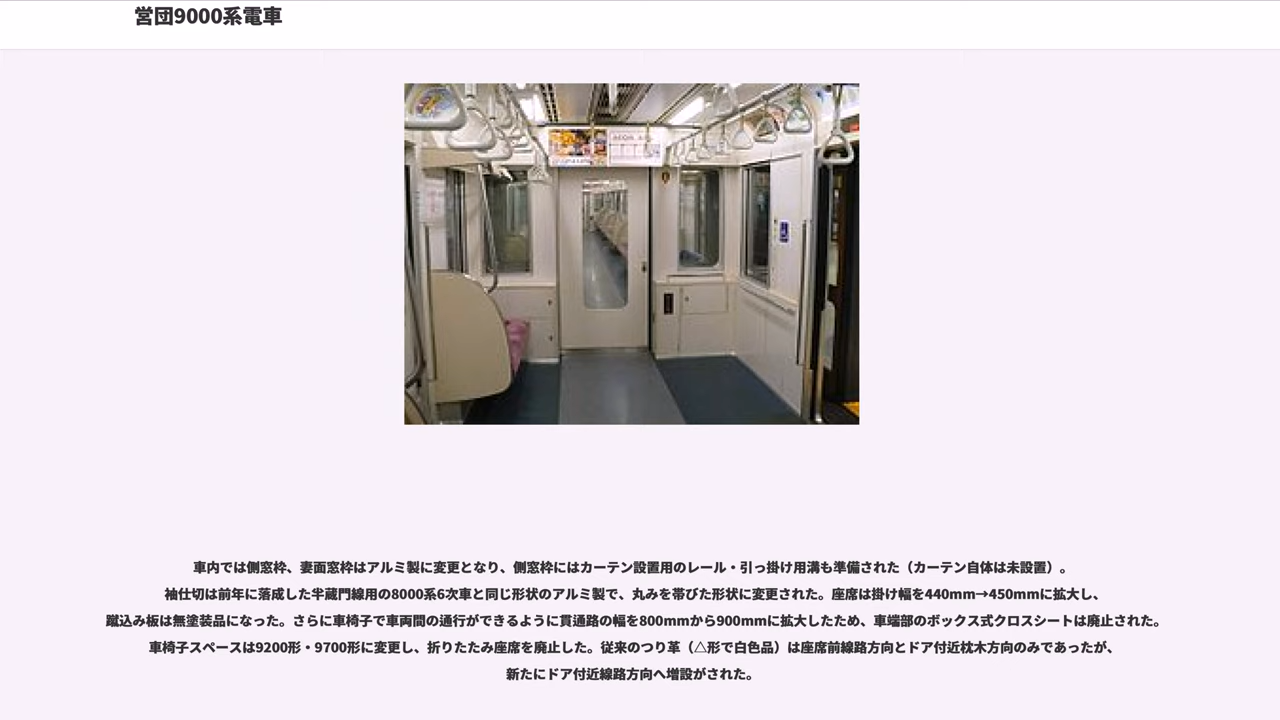 営団9000系電車
車内では側窓枠、妻面窓枠はアルミ製に変更となり、側窓枠にはカーテン設置用のレール・引っ掛け用溝も準備された（カーテン自体は未設置）。
袖仕切は前年に落成した半蔵門線用の8000系6次車と同じ形状のアルミ製で、丸みを帯びた形状に変更された。座席は掛け幅を440mm→450mmに拡大し、
蹴込み板は無塗装品になった。さらに車椅子で車両間の通行ができるように貫通路の幅を800mmから900mmに拡大したため、車端部のボックス式クロスシートは廃止された。
車椅子スペースは9200形・9700形に変更し、折りたたみ座席を廃止した。従来のつり革（△形で白色品）は座席前線路方向とドア付近枕木方向のみであったが、
新たにドア付近線路方向へ増設がされた。